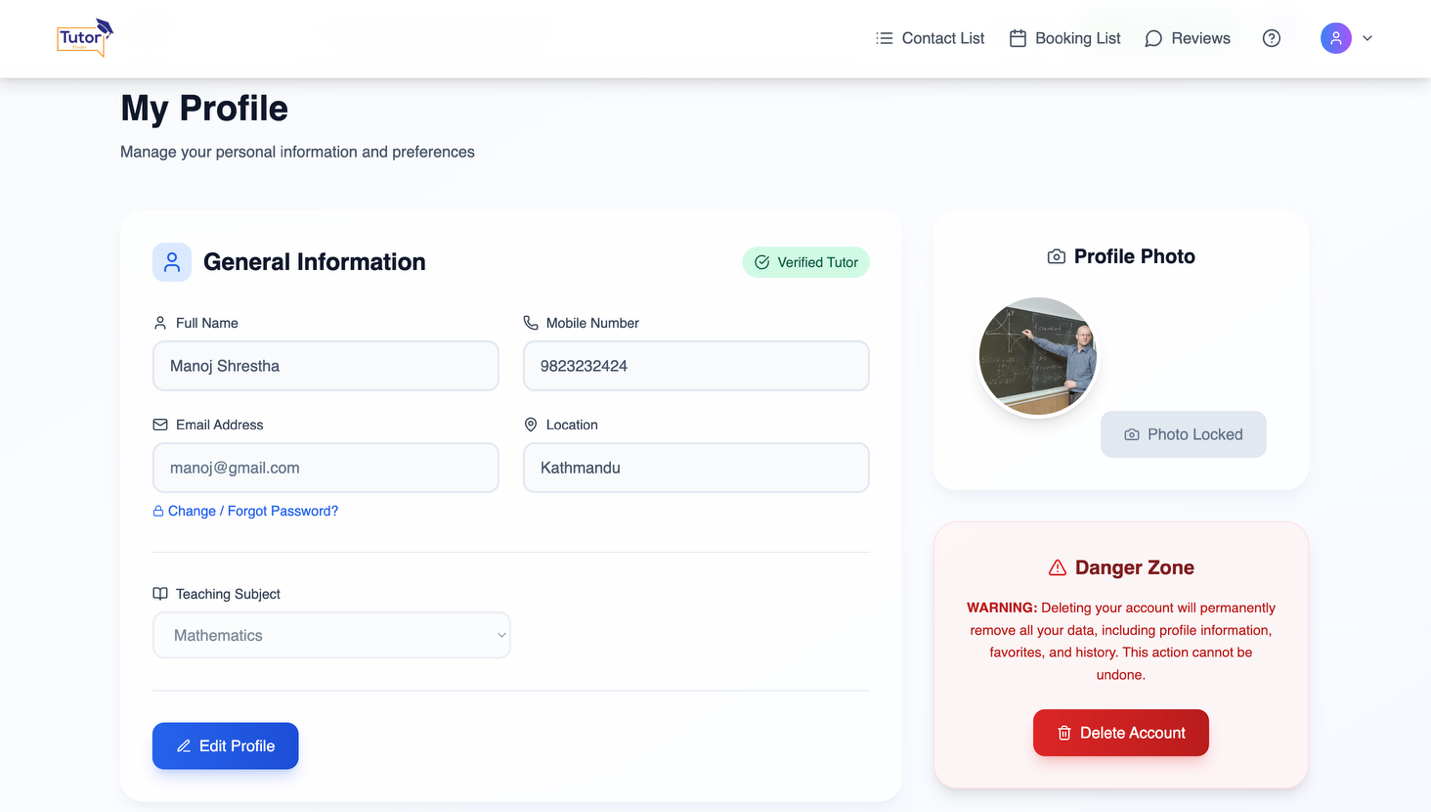 Tutor
Contact List
Booking List
Reviews
My Profile
Manage your personal information and preferences
General Information
Verified Tutor
Full Name
Mobile Number
Manoj Shrestha
9823232424
Email Address
Location
manoj@gmail.com
Kathmandu
Change / Forgot Password?
Teaching Subject
Mathematics
Edit Profile
Profile Photo
Photo Locked
Danger Zone
WARNING: Deleting your account will permanently
remove all your data, including profile information,
favorites, and history. This action cannot be
undone.
Delete Account